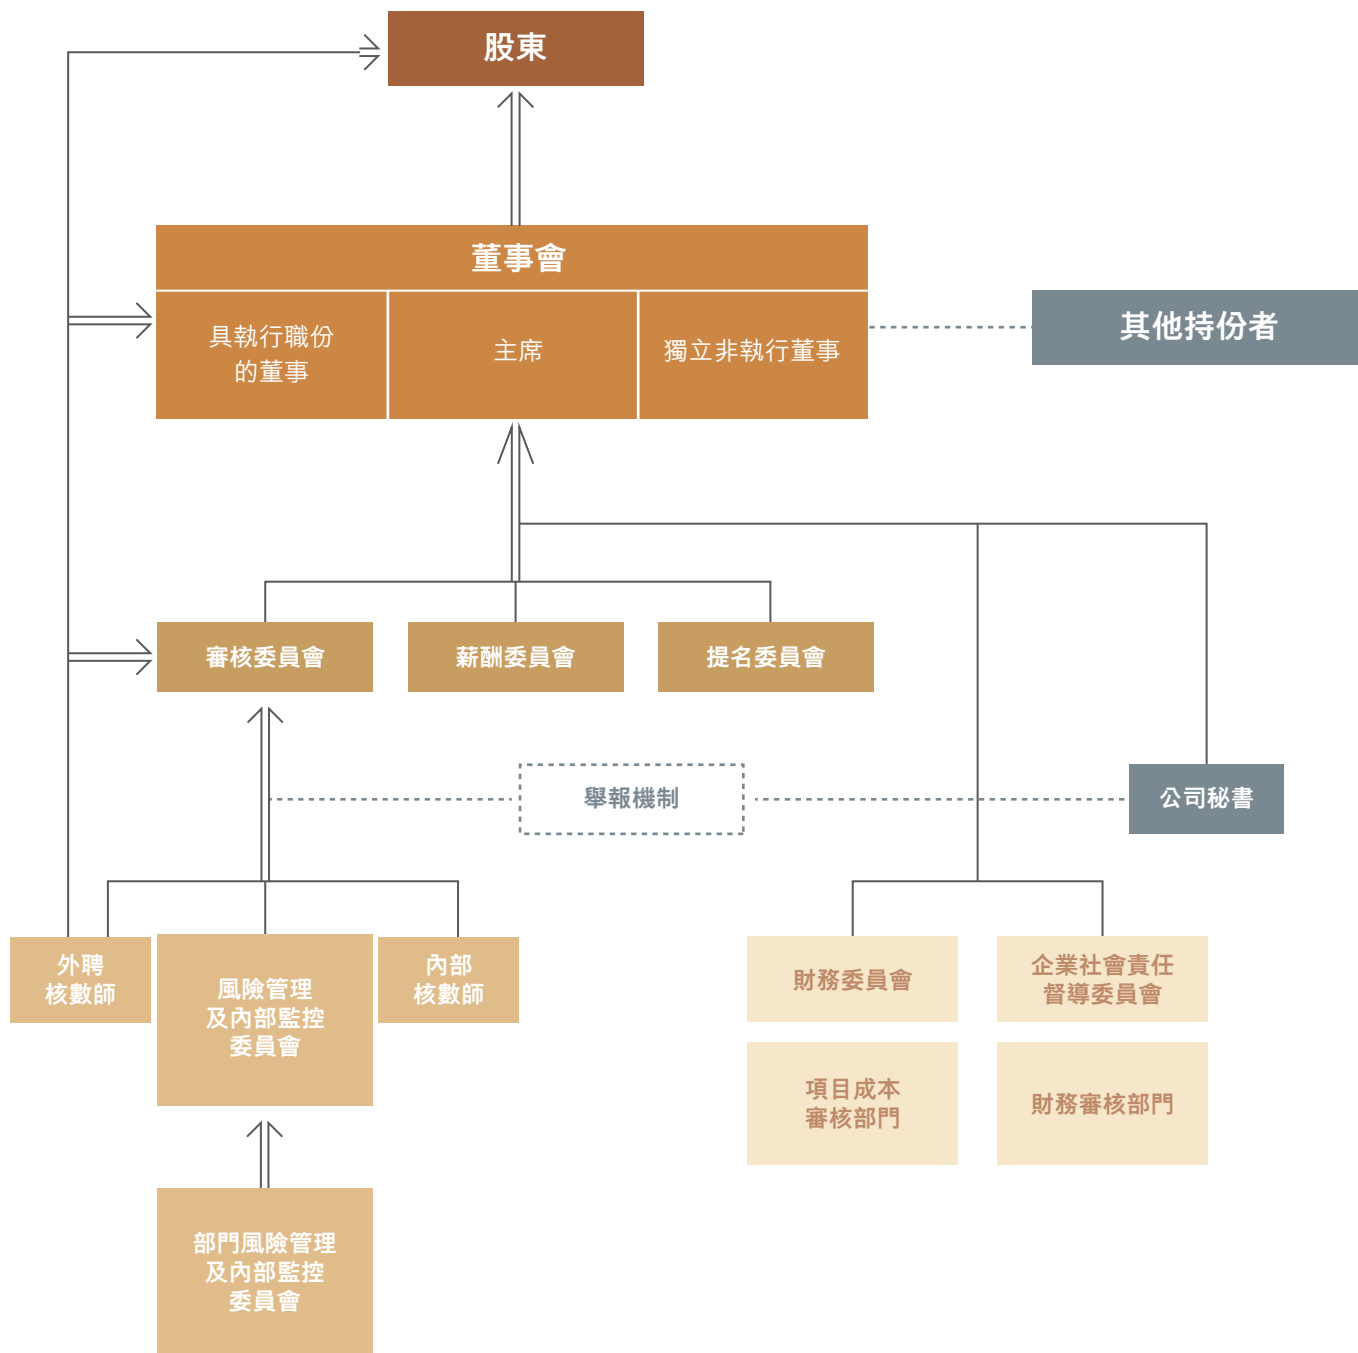 股東
董事會
具執行職份
的董事
主席
獨立非執行董事
其他持份者
審核委員會
薪酬委員會
提名委員會
舉報機制
公司秘書
外聘
核數師
風險管理
及內部監控
委員會
內部
核數師
財務委員會
企業社會責任
督導委員會
項目成本
審核部門
財務審核部門
部門風險管理
及內部監控
委員會